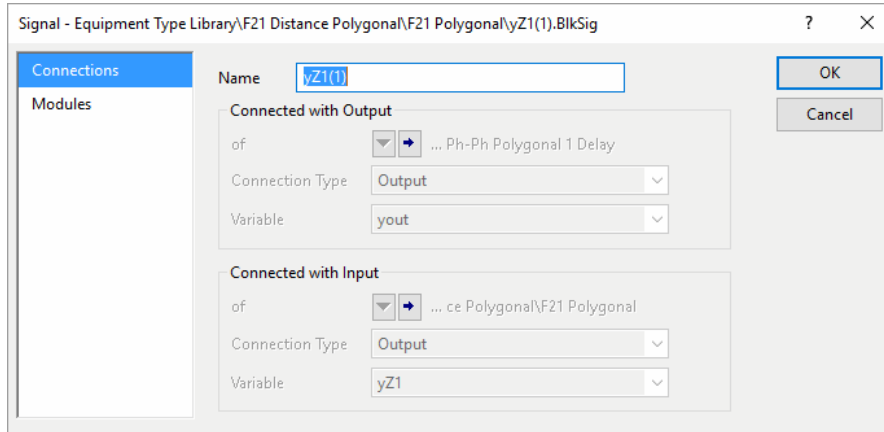 Signal - Equipment Type Library\F21 Distance Polygonal\F21 Polygonal\yZ1(1).BlkSig ? ×
Connections
Modules
Name yZ1(1)
Connected with Output
of ... Ph-Ph Polygonal 1 Delay
Connection Type Output
Variable yout
Connected with Input
of ... ce Polygonal\F21 Polygonal
Connection Type Output
Variable yZ1
OK
Cancel